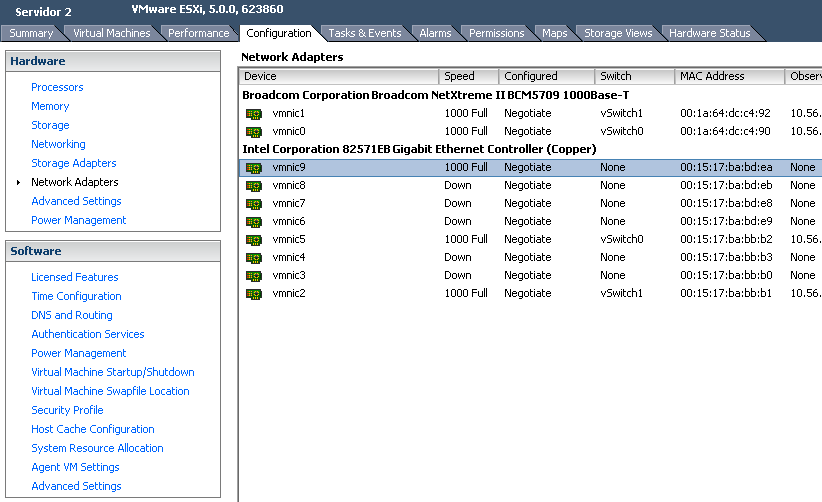 Servidor 2 VMware ESXi, 5.0.0, 623860
Summary Virtual Machines Performance Configuration Tasks & Events Alarms Permissions Maps Storage Views Hardware Status
Hardware
Processors
Memory
Storage
Networking
Storage Adapters
Network Adapters
Advanced Settings
Power Management
Software
Licensed Features
Time Configuration
DNS and Routing
Authentication Services
Power Management
Virtual Machine Startup/Shutdown
Virtual Machine Swapfile Location
Security Profile
Host Cache Configuration
System Resource Allocation
Agent VM Settings
Advanced Settings
Network Adapters
Device Speed Configured Switch MAC Address Observ
Broadcom Corporation Broadcom NetXtreme II BCM5709 1000Base-T
vmnic1 1000 Full Negotiate vSwitch1 00:1a:64:dc:c4:92 10.56.
vmnic0 1000 Full Negotiate vSwitch0 00:1a:64:dc:c4:90 10.56.
Intel Corporation 82571EB Gigabit Ethernet Controller (Copper)
vmnic9 1000 Full Negotiate None 00:15:17:ba:bd:ea None
vmnic8 Down Negotiate None 00:15:17:ba:bd:eb None
vmnic7 Down Negotiate None 00:15:17:ba:bd:e8 None
vmnic6 Down Negotiate None 00:15:17:ba:bd:e9 None
vmnic5 1000 Full Negotiate vSwitch0 00:15:17:ba:bb:b2 10.56.
vmnic4 Down Negotiate None 00:15:17:ba:bb:b3 None
vmnic3 Down Negotiate None 00:15:17:ba:bb:b0 None
vmnic2 1000 Full Negotiate vSwitch1 00:15:17:ba:bb:b1 10.56.